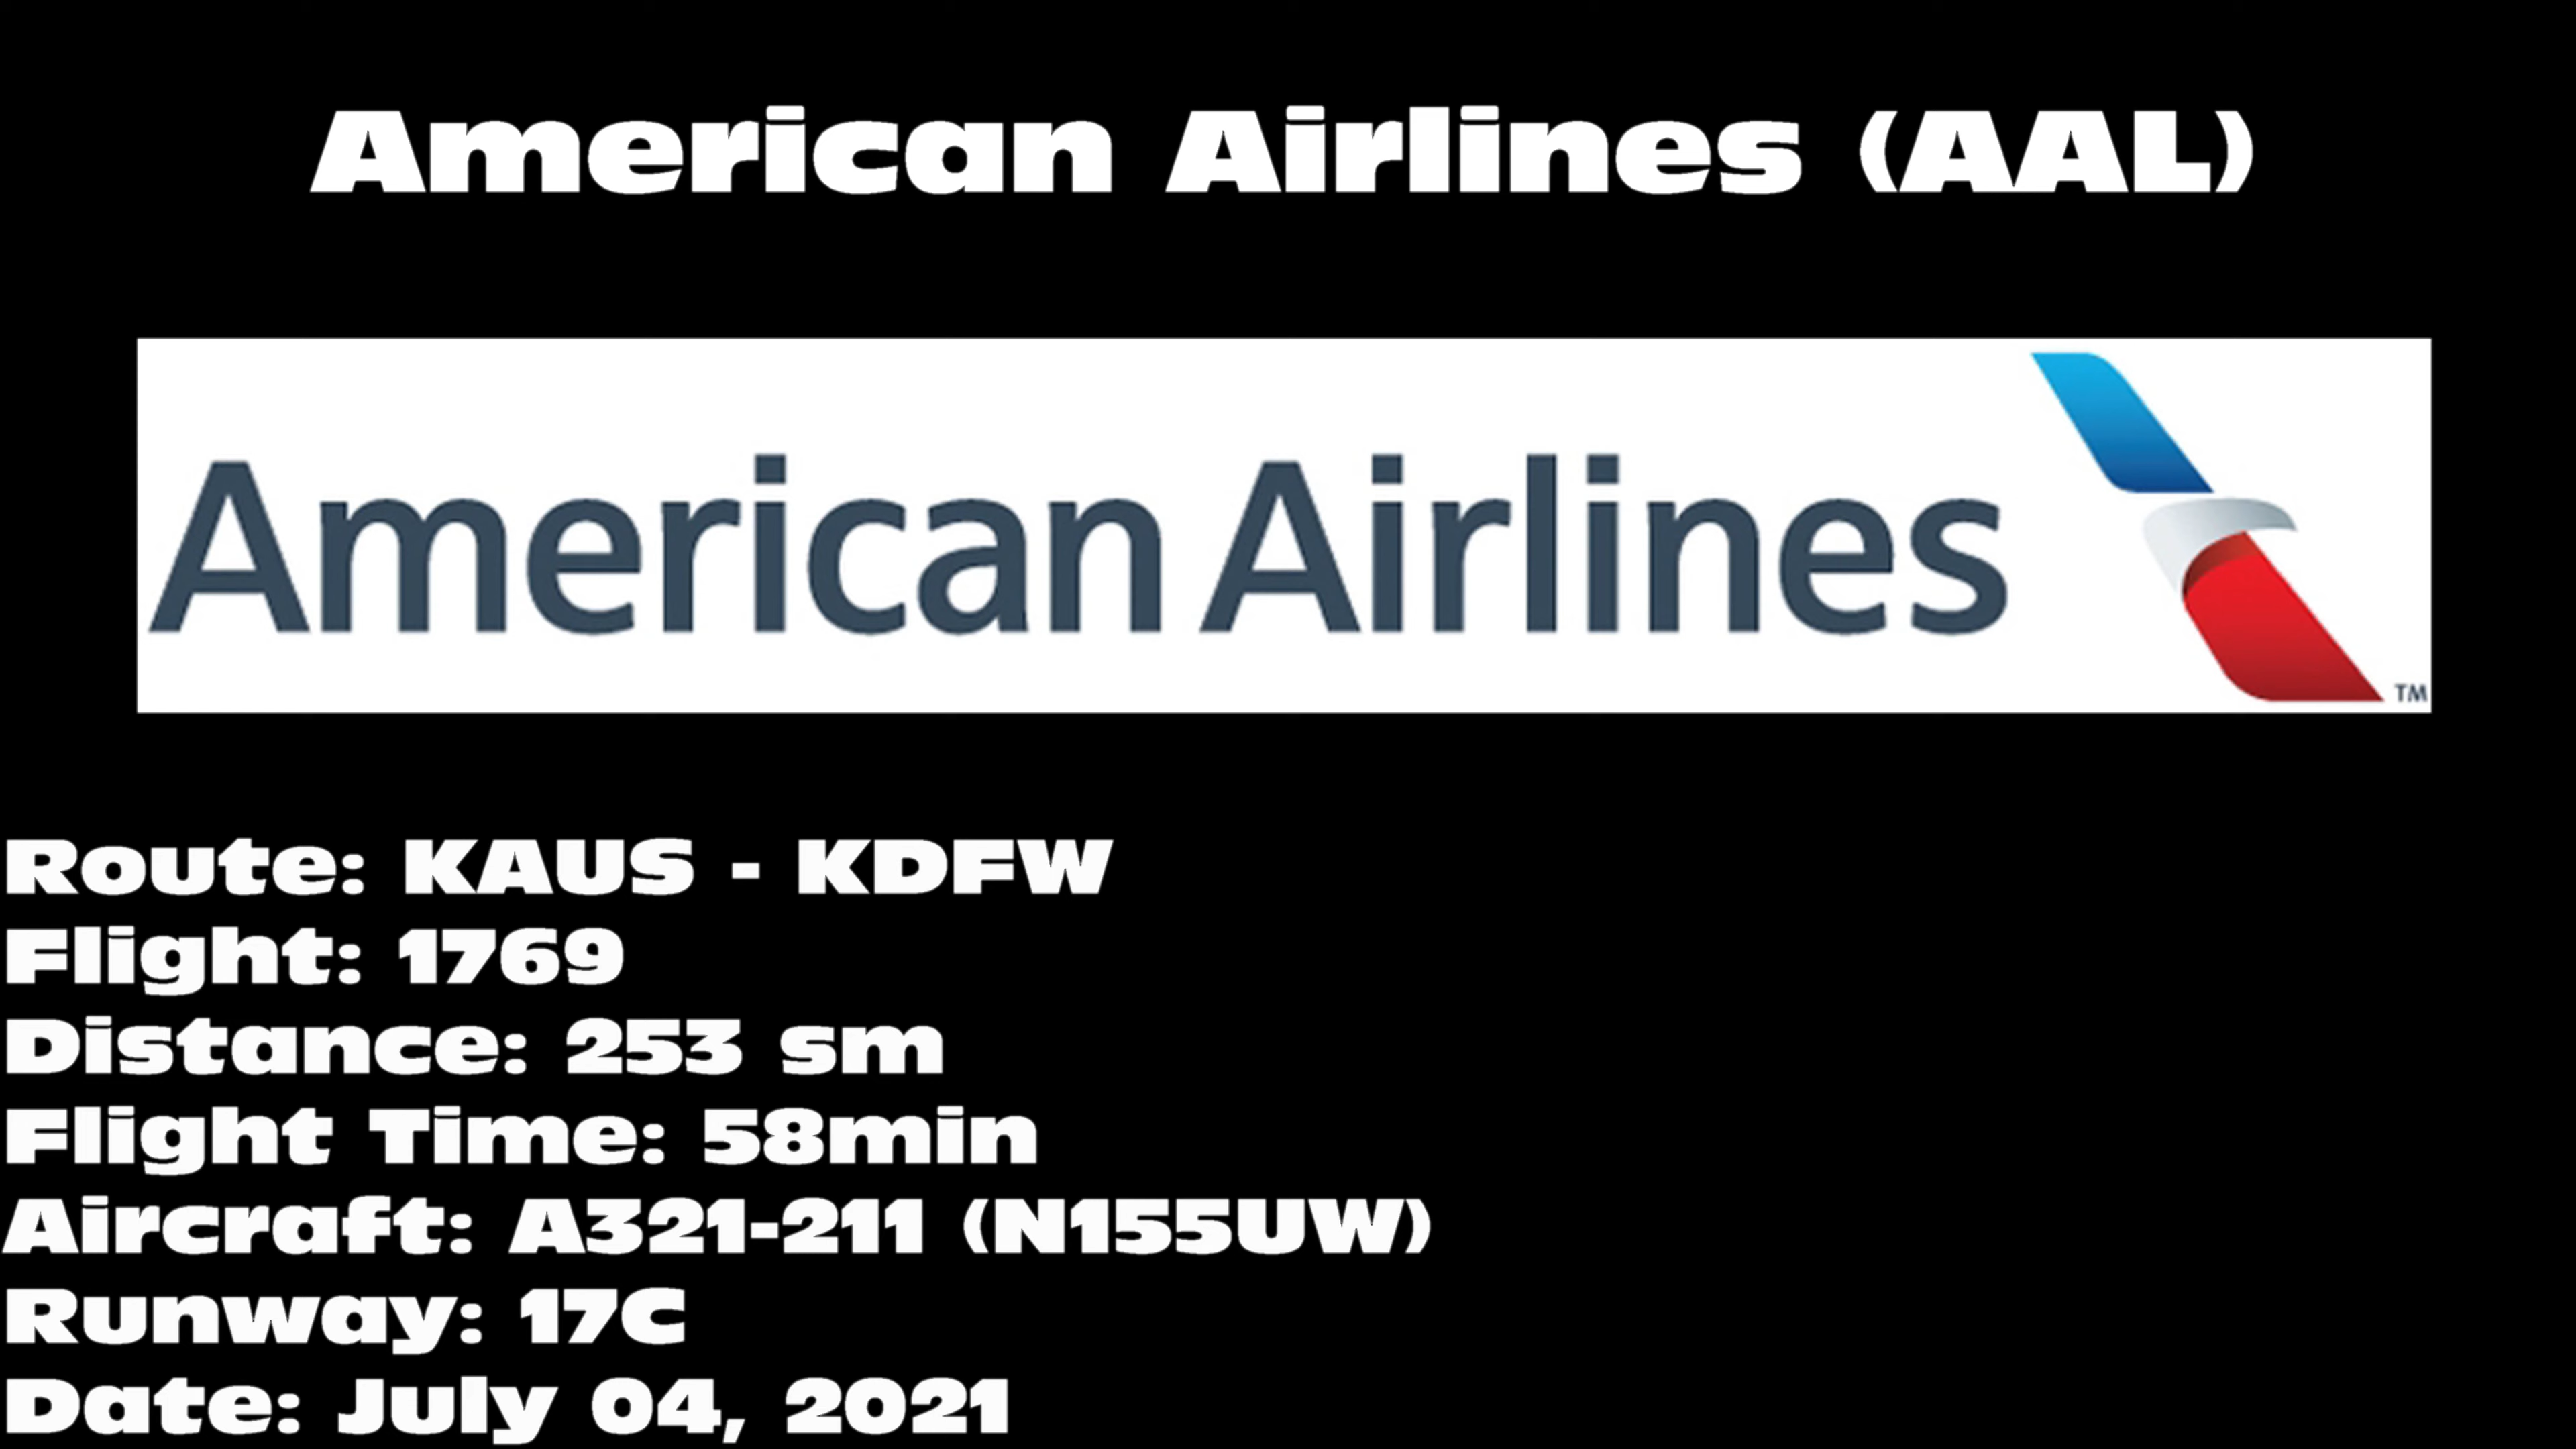 American Airlines (AAL)
American Airlines
TM
Route: KAUS - KDFW
Flight: 1769
Distance: 253 sm
Flight Time: 58min
Aircraft: A321-211 (N155UW)
Runway: 17C
Date: July 04, 2021